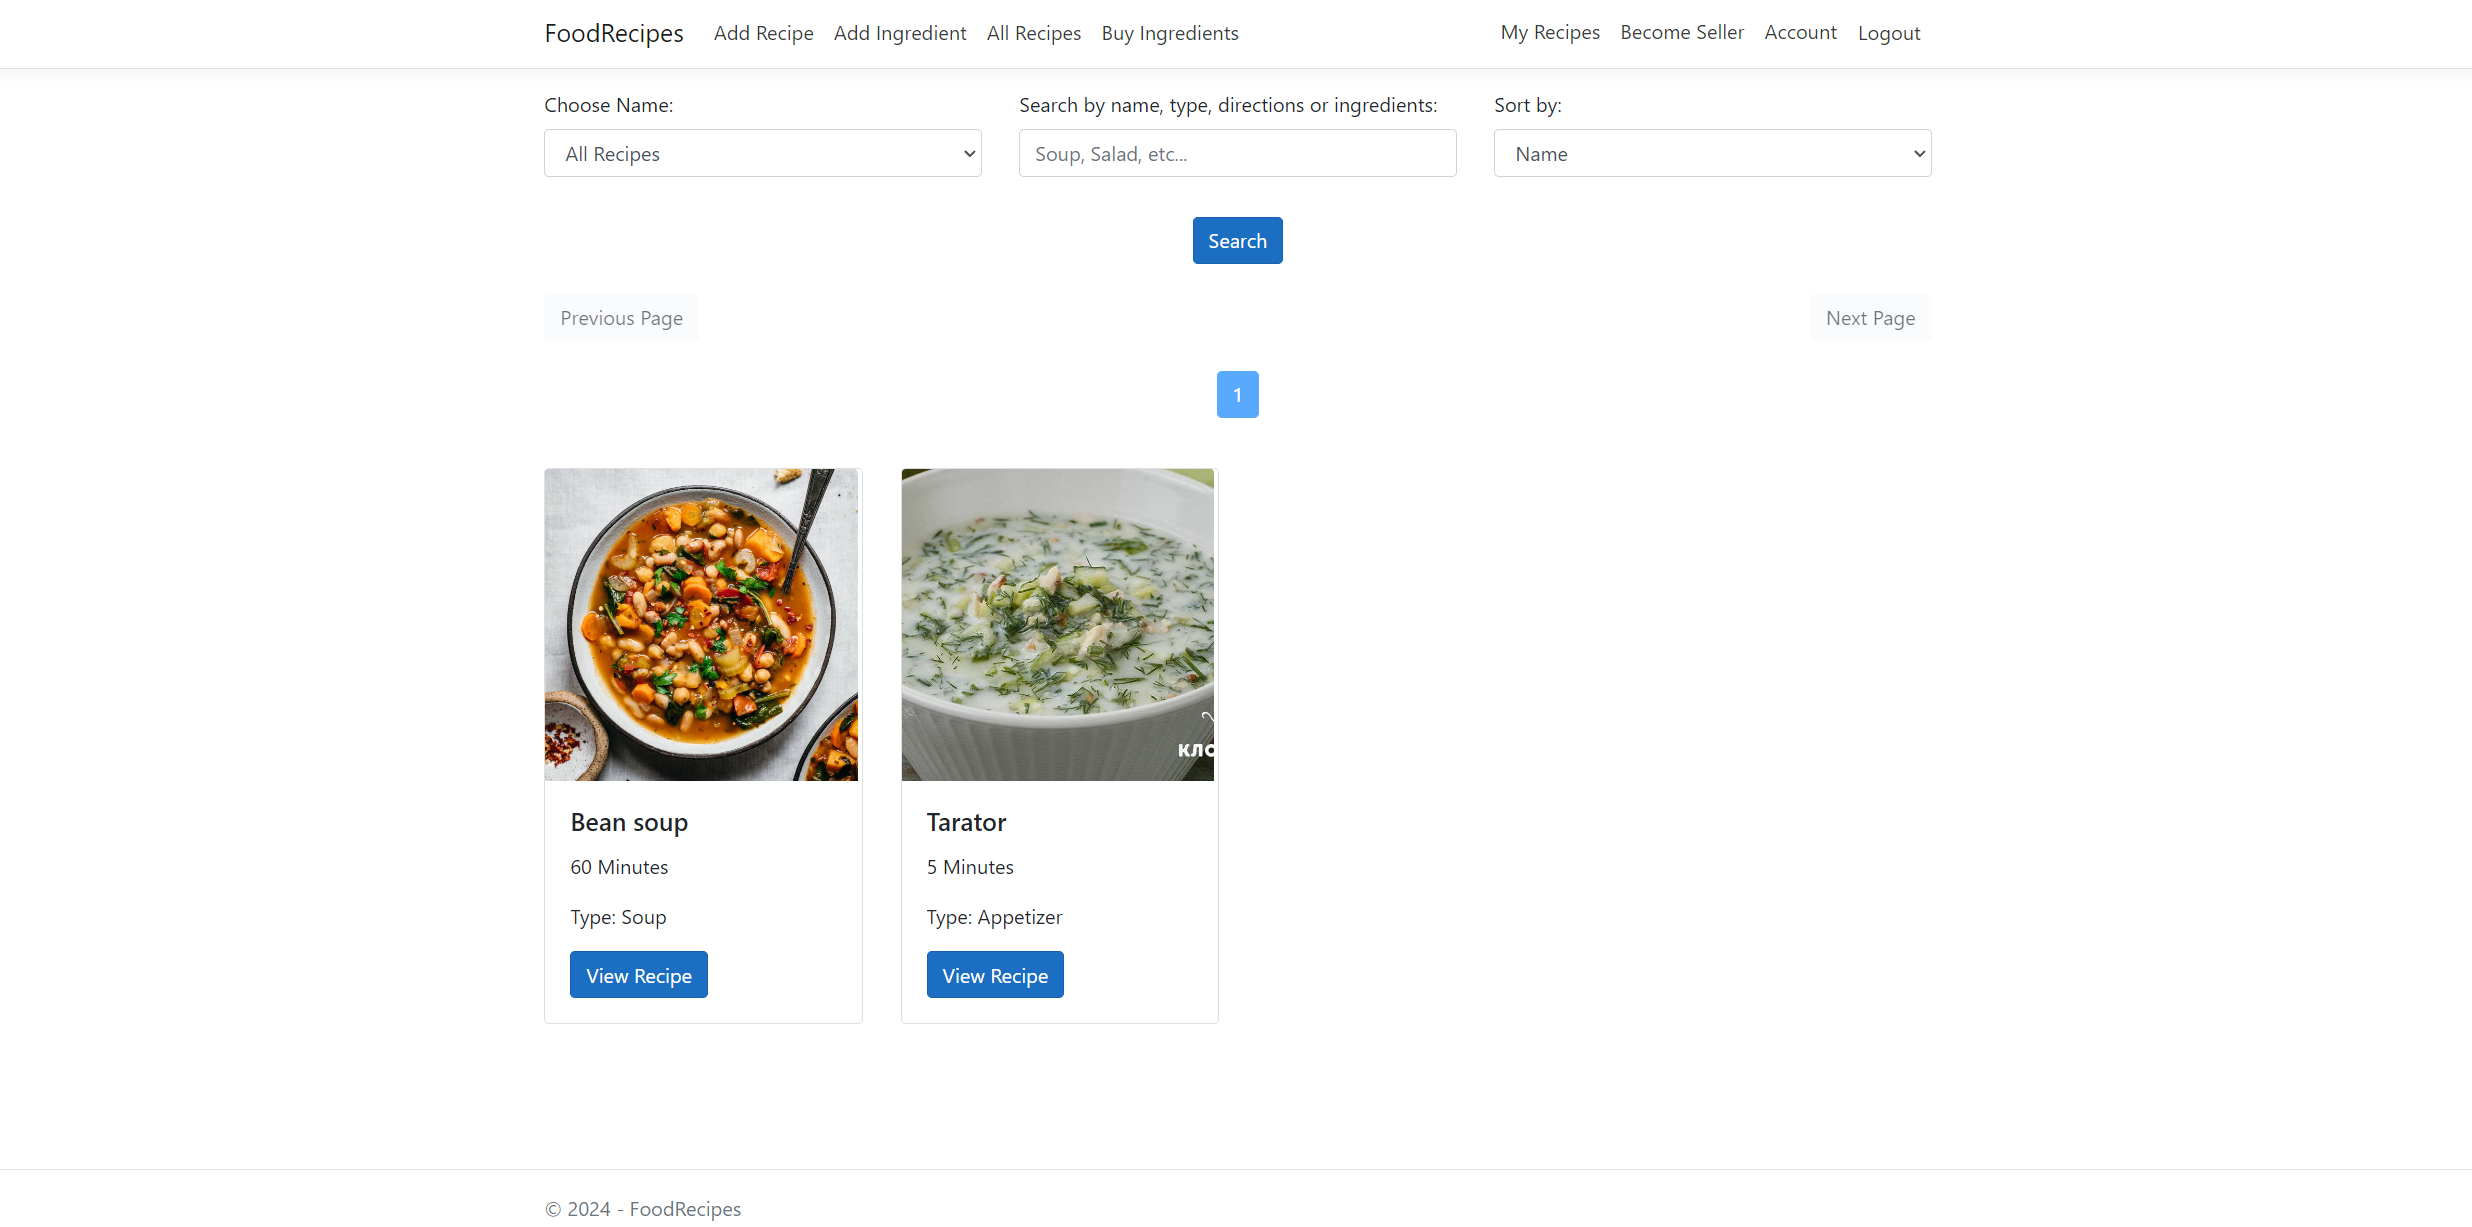 FoodRecipes Add Recipe Add Ingredient All Recipes Buy Ingredients My Recipes Become Seller Account Logout
Choose Name: Search by name, type, directions or ingredients: Sort by:
All Recipes Soup, Salad, etc... Name
Search
Previous Page Next Page
1
кло
Bean soup Tarator
60 Minutes 5 Minutes
Type: Soup Type: Appetizer
View Recipe View Recipe
© 2024 - FoodRecipes